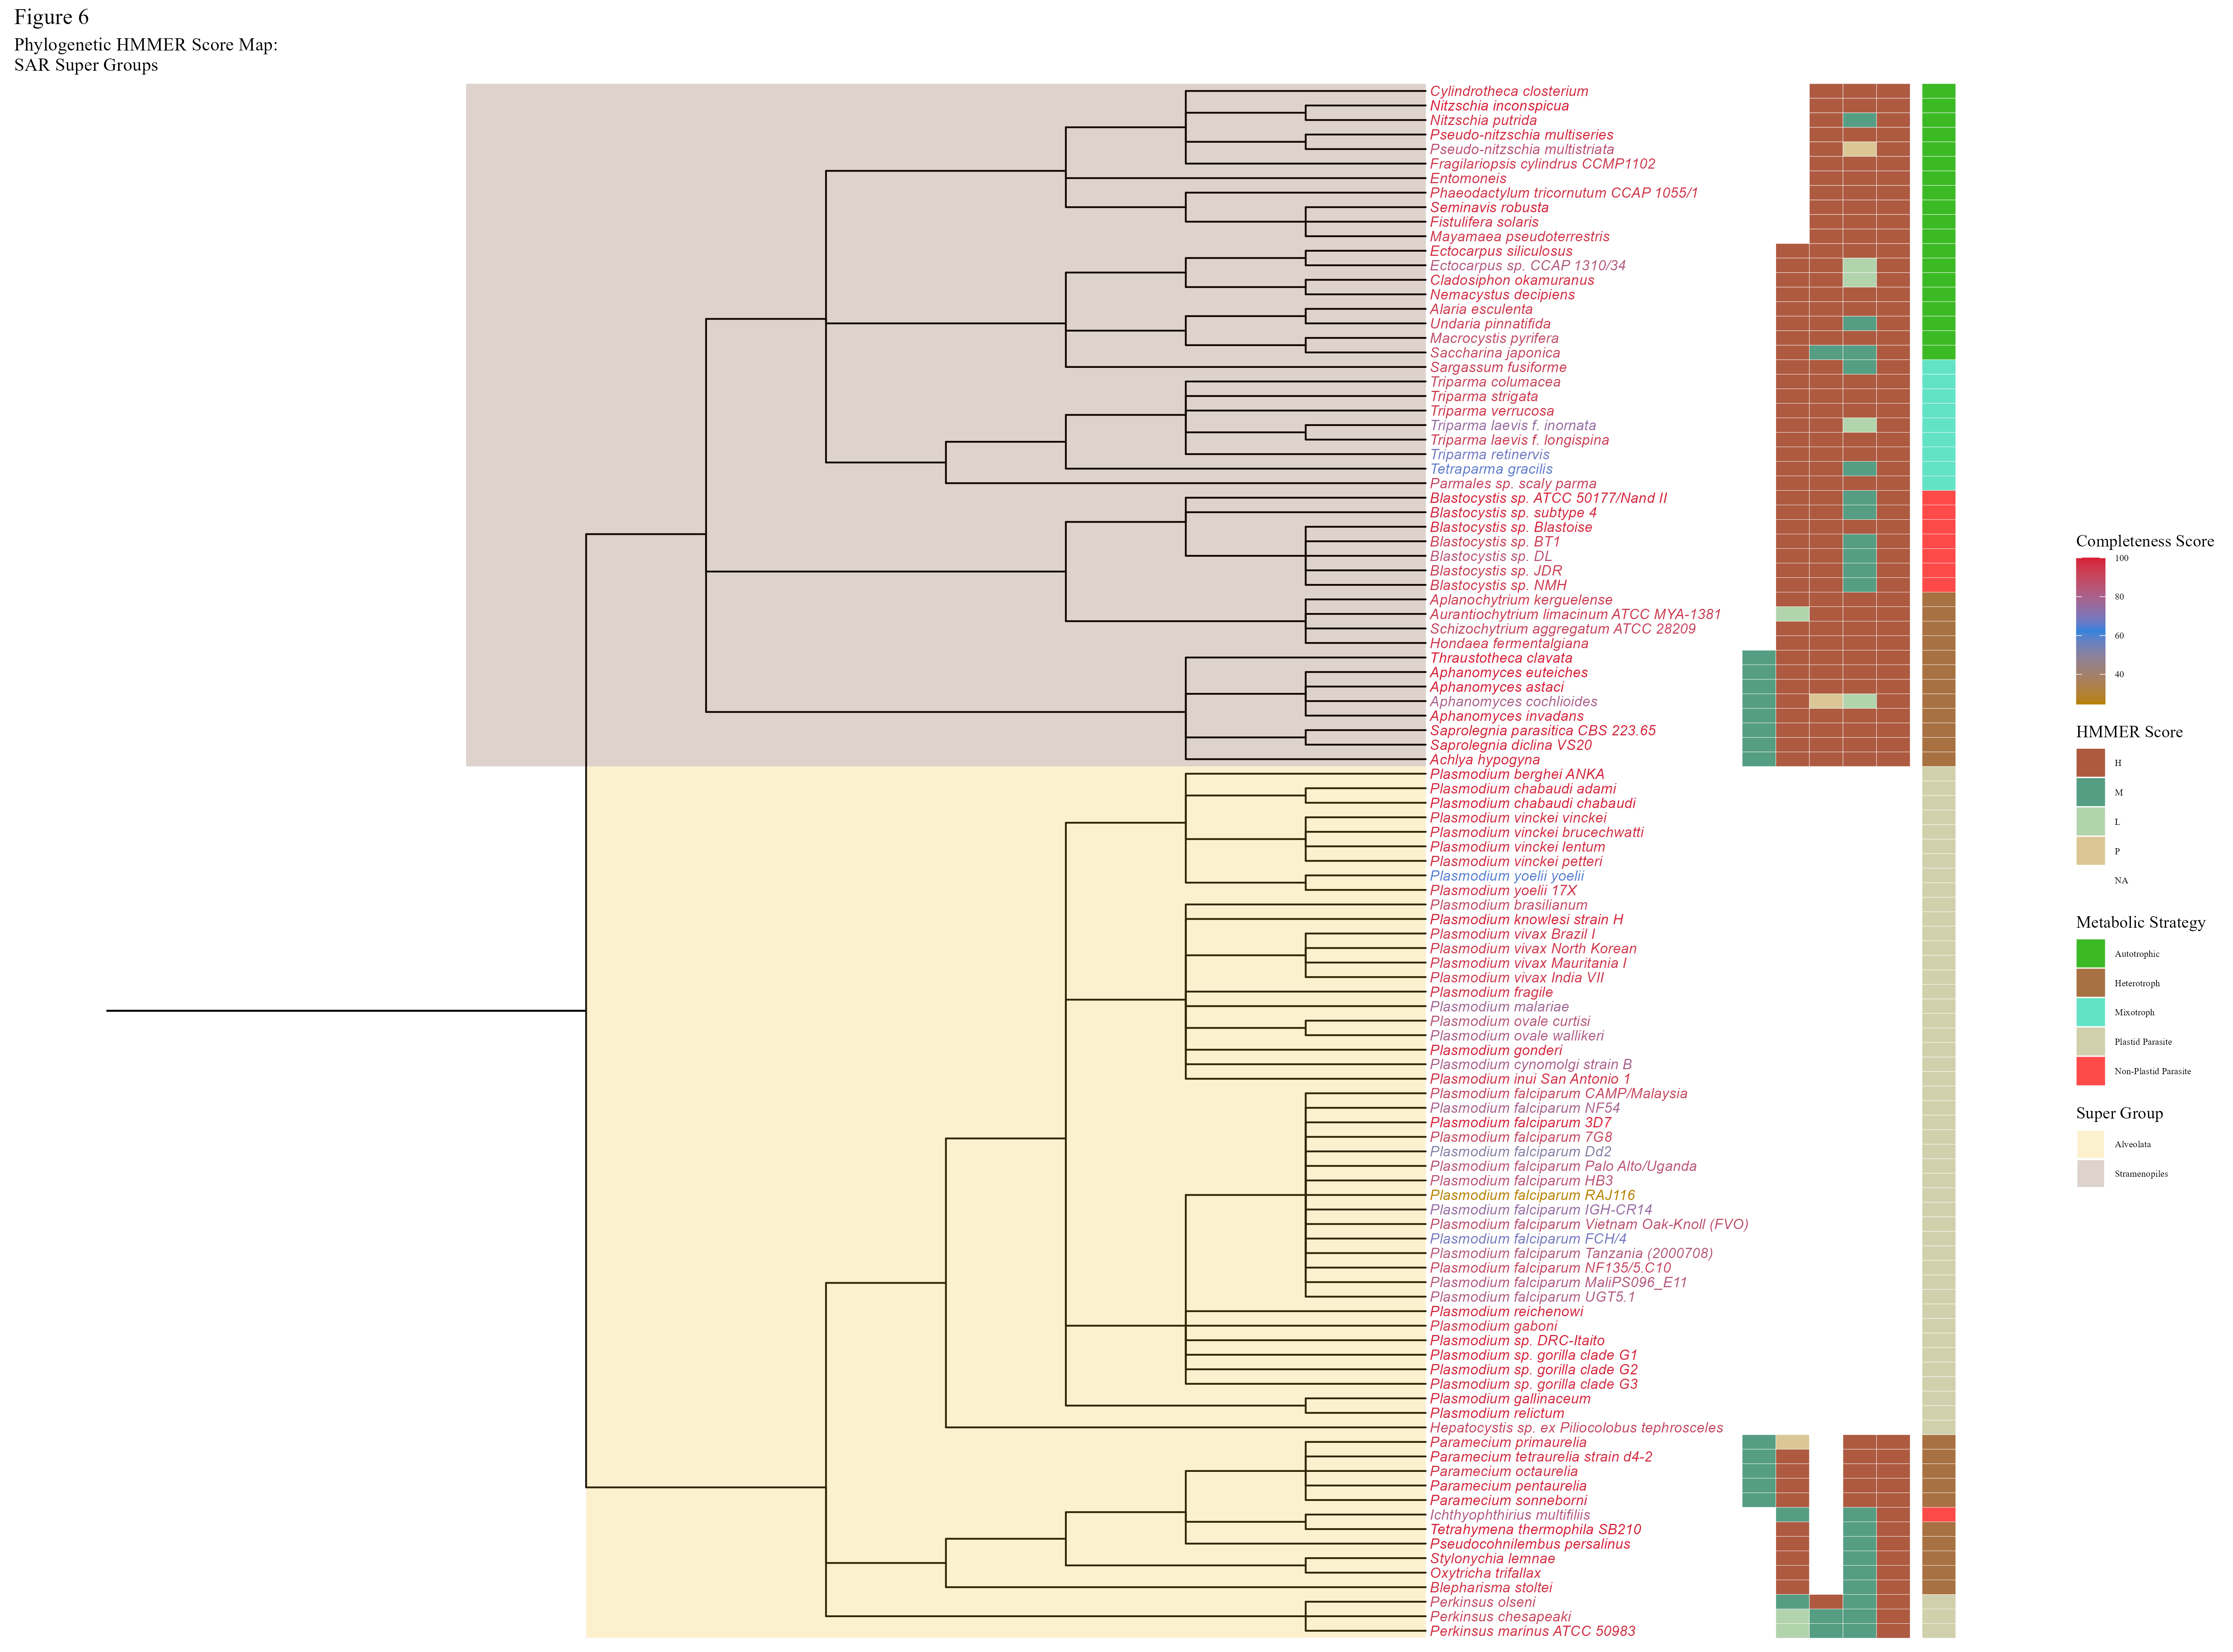 Figure 6
Phylogenetic HMMER Score Map:
SAR Super Groups
Cylindrotheca closterium
Nitzschia inconspicua
Nitzschia putrida
Pseudo-nitzschia multiseries
Pseudo-nitzschia multistriata
Fragilariopsis cylindrus CCMP1102
Entomoneis
Phaeodactylum tricornutum CCAP 1055/1
Seminavis robusta
Fistulifera solaris
Mayamaea pseudoterrestris
Ectocarpus siliculosus
Ectocarpus sp. CCAP 1310/34
Cladosiphon okamuranus
Nemacystus decipiens
Alaria esculenta
Undaria pinnatifida
Macrocystis pyrifera
Saccharina japonica
Sargassum fusiforme
Triparma columacea
Triparma strigata
Triparma verrucosa
Triparma laevis f. inornata
Triparma laevis f. longispina
Triparma retinervis
Tetraparma gracilis
Parmales sp. scaly parma
Blastocystis sp. ATCC 50177/Nand II
Blastocystis sp. subtype 4
Blastocystis sp. Blastoise
Blastocystis sp. BT1
Blastocystis sp. DL
Blastocystis sp. JDR
Blastocystis sp. NMH
Aplanochytrium kerguelense
Aurantiochytrium limacinum ATCC MYA-1381
Schizochytrium aggregatum ATCC 28209
Hondaea fermentalgiana
Thraustotheca clavata
Aphanomyces euteiches
Aphanomyces astaci
Aphanomyces cochlioides
Aphanomyces invadans
Saprolegnia parasitica CBS 223.65
Saprolegnia diclina VS20
Achlya hypogyna
Plasmodium berghei ANKA
Plasmodium chabaudi adami
Plasmodium chabaudi chabaudi
Plasmodium vinckei vinckei
Plasmodium vinckei brucechwatti
Plasmodium vinckei lentum
Plasmodium vinckei petteri
Plasmodium yoelii yoelii
Plasmodium yoelii 17X
Plasmodium brasilianum
Plasmodium knowlesi strain H
Plasmodium vivax Brazil I
Plasmodium vivax North Korean
Plasmodium vivax Mauritania I
Plasmodium vivax India VII
Plasmodium fragile
Plasmodium malariae
Plasmodium ovale curtisi
Plasmodium ovale wallikeri
Plasmodium gonderi
Plasmodium cynomolgi strain B
Plasmodium inui San Antonio 1
Plasmodium falciparum CAMP/Malaysia
Plasmodium falciparum NF54
Plasmodium falciparum 3D7
Plasmodium falciparum 7G8
Plasmodium falciparum Dd2
Plasmodium falciparum Palo Alto/Uganda
Plasmodium falciparum HB3
Plasmodium falciparum RAJ116
Plasmodium falciparum IGH-CR14
Plasmodium falciparum Vietnam Oak-Knoll (FVO)
Plasmodium falciparum FCH/4
Plasmodium falciparum Tanzania (2000708)
Plasmodium falciparum NF135/5.C10
Plasmodium falciparum MaliPS096_E11
Plasmodium falciparum UGT5.1
Plasmodium reichenowi
Plasmodium gaboni
Plasmodium sp. DRC-Itaito
Plasmodium sp. gorilla clade G1
Plasmodium sp. gorilla clade G2
Plasmodium sp. gorilla clade G3
Plasmodium gallinaceum
Plasmodium relictum
Hepatocystis sp. ex Piliocolobus tephrosceles
Paramecium primaurelia
Paramecium tetraurelia strain d4-2
Paramecium octaurelia
Paramecium pentaurelia
Paramecium sonneborni
Ichthyophthirius multifiliis
Tetrahymena thermophila SB210
Pseudocohnilembus persalinus
Stylonychia lemnae
Oxytricha trifallax
Blepharisma stoltei
Perkinsus olseni
Perkinsus chesapeaki
Perkinsus marinus ATCC 50983
Completeness Score
100
80
60
40
HMMER Score
H
M
L
P
NA
Metabolic Strategy
Autotrophic
Heterotroph
Mixotroph
Plastid Parasite
Non-Plastid Parasite
Super Group
Alveolata
Stramenopiles